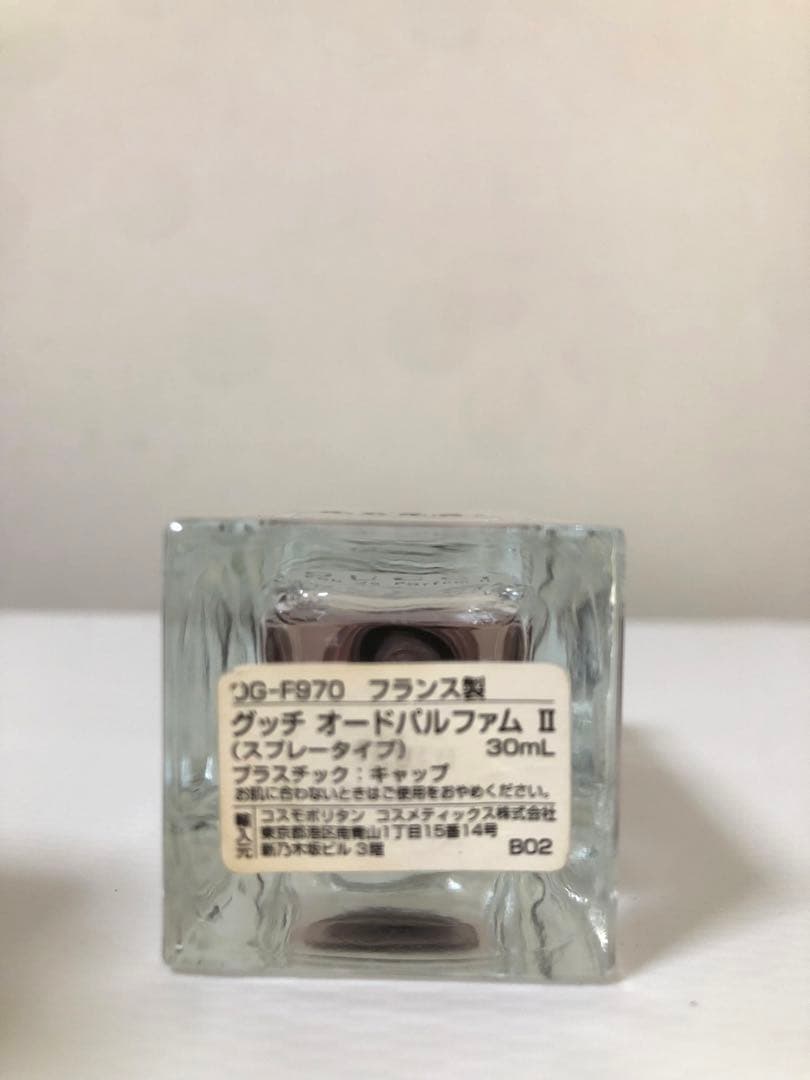 GUCCI
EAU DE PARFUM II
OG-F970 フランス製
グッチ オードパルファム II
(スプレータイプ) 30mL
プラスチック:キャップ
お肌に合わないときはご使用をおやめください。
輸入元
コスモポリタン コスメティックス株式会社
東京都港区南青山1丁目15番14号
新乃木坂ビル3階 B02